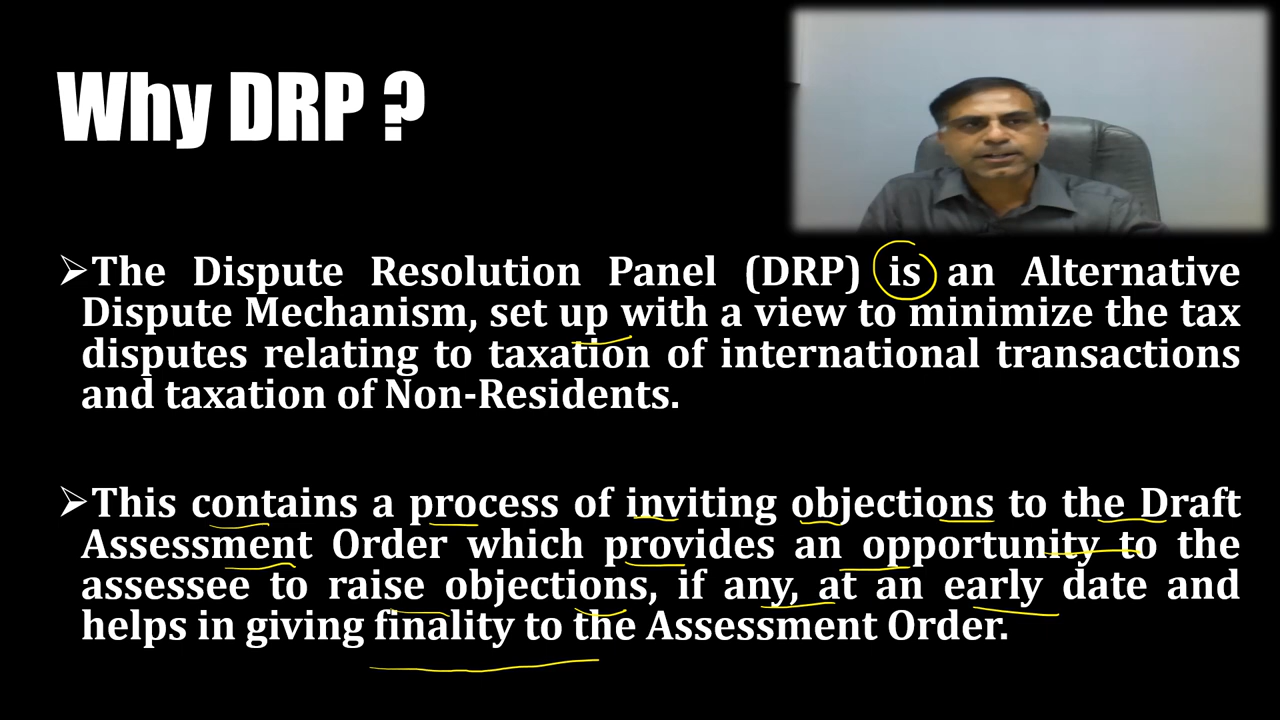 Why DRP ?
➢The Dispute Resolution Panel (DRP) is an Alternative
Dispute Mechanism, set up with a view to minimize the tax
disputes relating to taxation of international transactions
and taxation of Non-Residents.
➢This contains a process of inviting objections to the Draft
Assessment Order which provides an opportunity to the
assessee to raise objections, if any, at an early date and
helps in giving finality to the Assessment Order.